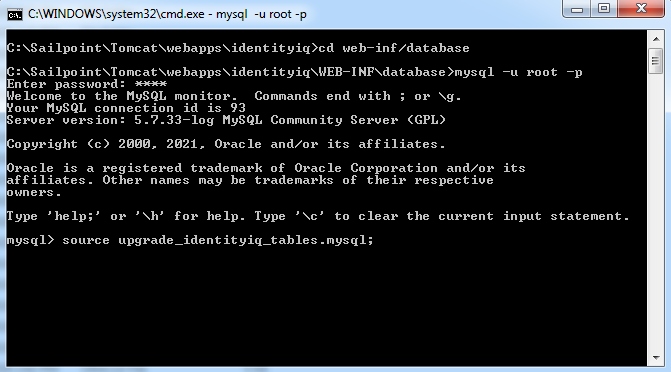 C:\WINDOWS\system32\cmd.exe - mysql -u root -p
C:\Sailpoint\Tomcat\webapps\identityiq>cd web-inf/database
C:\Sailpoint\Tomcat\webapps\identityiq\WEB-INF\database>mysql -u root -p
Enter password: ****
Welcome to the MySQL monitor.  Commands end with ; or \g.
Your MySQL connection id is 93
Server version: 5.7.33-log MySQL Community Server (GPL)
Copyright (c) 2000, 2021, Oracle and/or its affiliates.
Oracle is a registered trademark of Oracle Corporation and/or its
affiliates. Other names may be trademarks of their respective
owners.
Type 'help;' or '\h' for help. Type '\c' to clear the current input statement.
mysql> source upgrade_identityiq_tables.mysql;